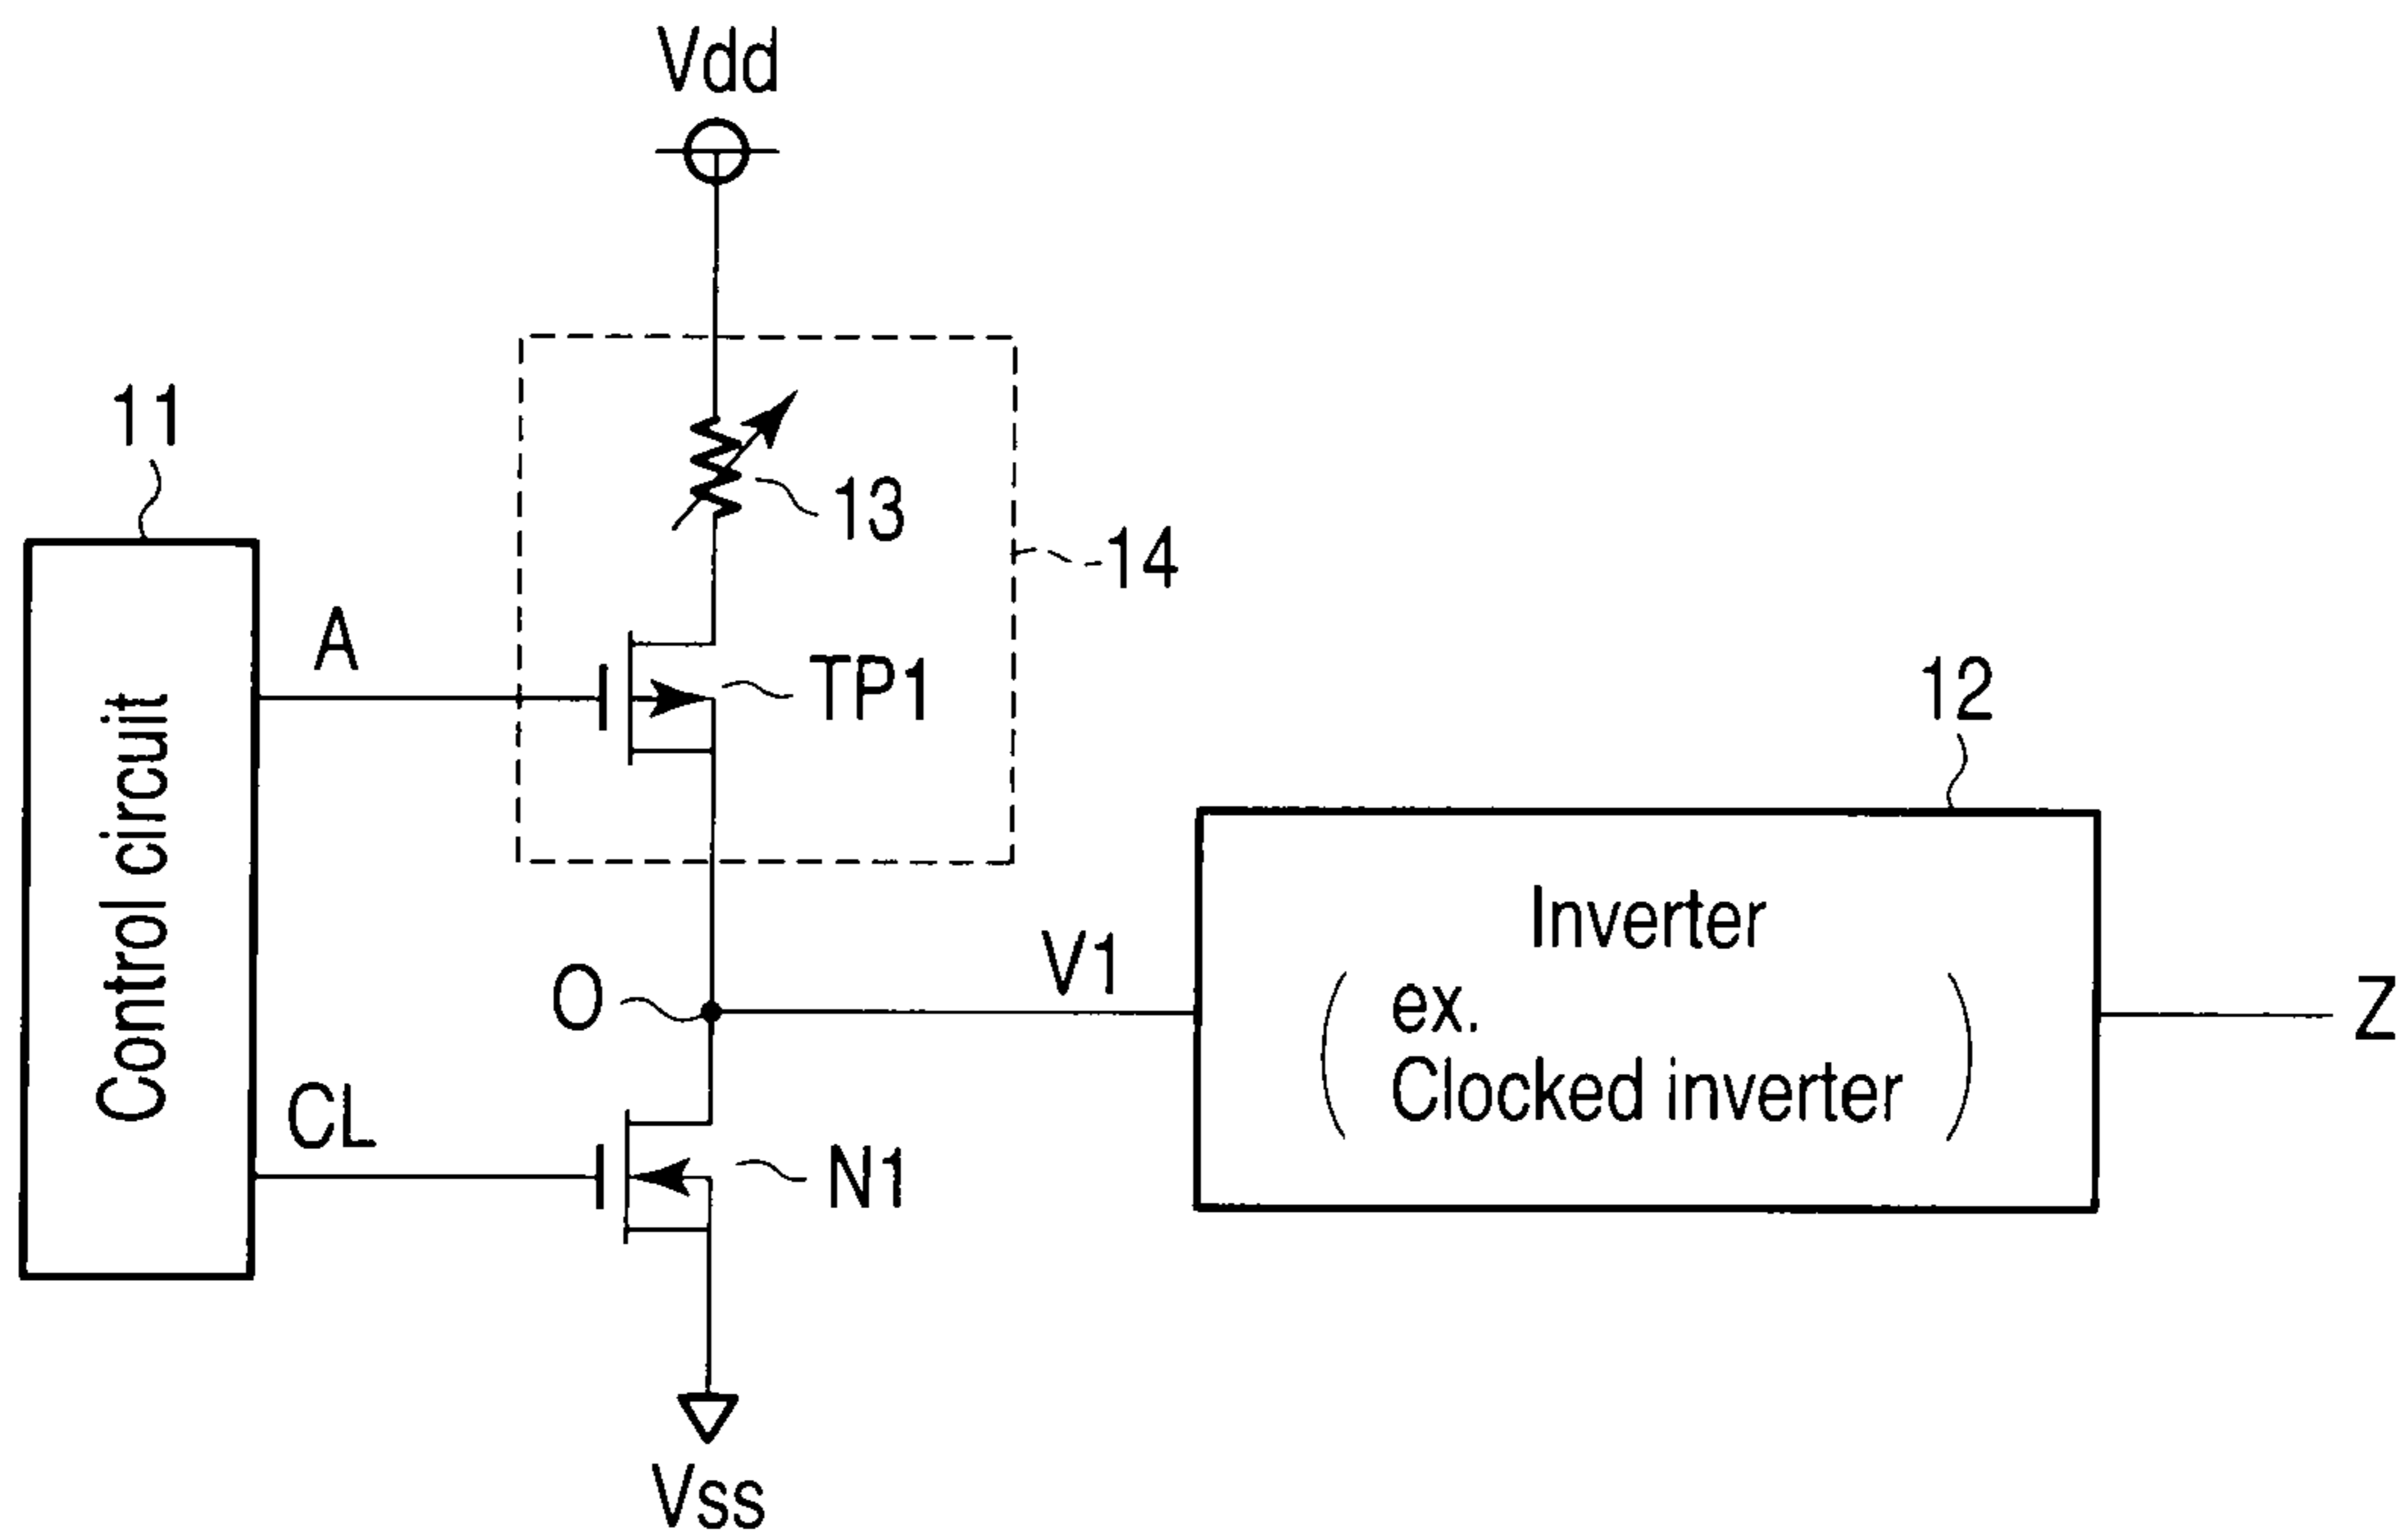 Vdd
11
13
14
A
TP1
12
Control circuit
Inverter
O
V1
( ex.
Clocked inverter )
Z
CL
N1
Vss